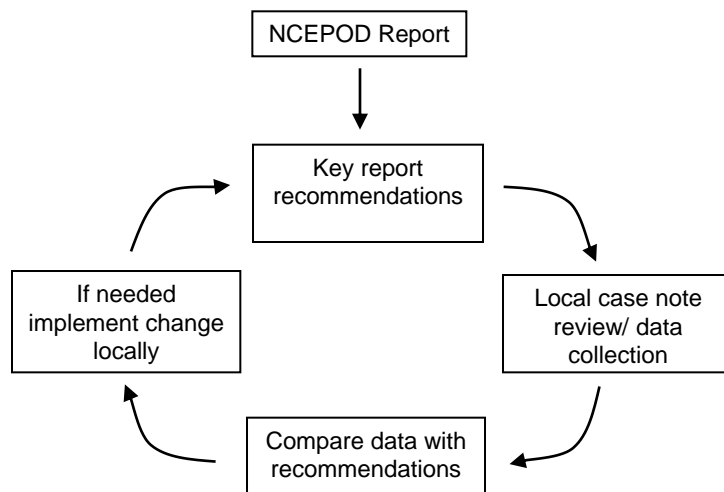 NCEPOD Report
Key report
recommendations
Local case note
review/ data
collection
Compare data with
recommendations
If needed
implement change
locally